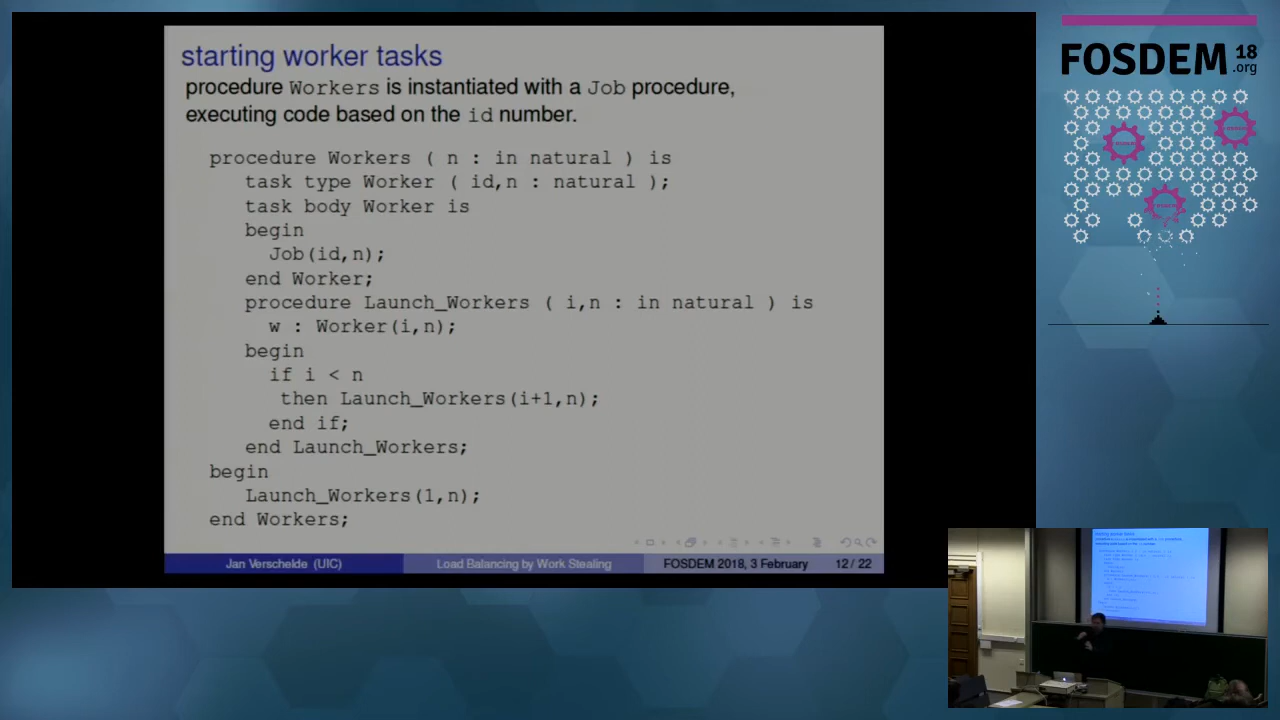 starting worker tasks
procedure Workers is instantiated with a Job procedure,
executing code based on the id number.
procedure Workers ( n : in natural ) is
task type Worker ( id,n : natural );
task body Worker is
begin
Job(id,n);
end Worker;
procedure Launch_Workers ( i,n : in natural ) is
w : Worker(i,n);
begin
if i < n
then Launch_Workers(i+1,n);
end if;
end Launch_Workers;
begin
Launch_Workers(1,n);
end Workers;
Jan Verschelde (UIC) Load Balancing by Work Stealing FOSDEM 2018, 3 February 12 / 22
FOSDEM 18
.org